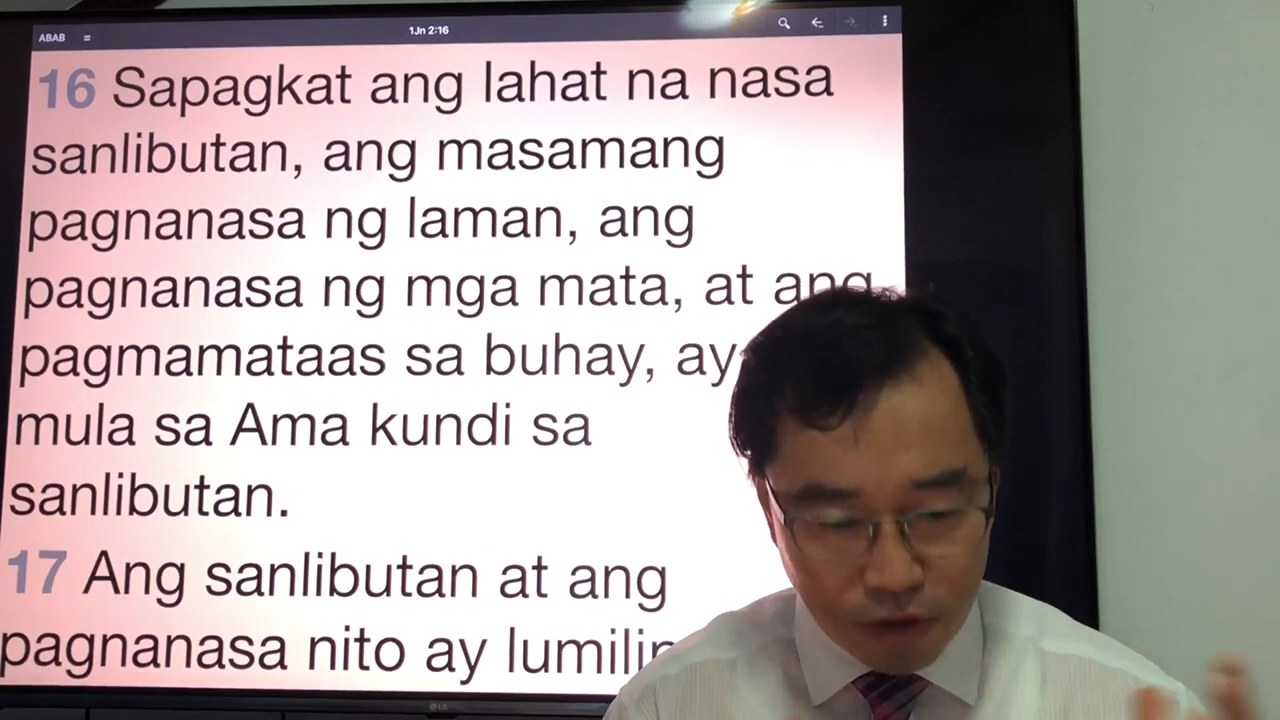 ABAB
1Jn 2:16
16 Sapagkat ang lahat na nasa
sanlibutan, ang masamang
pagnanasa ng laman, ang
pagnanasa ng mga mata, at ang
pagmamataas sa buhay, ay
mula sa Ama kundi sa
sanlibutan.
17 Ang sanlibutan at ang
pagnanasa nito ay
LG